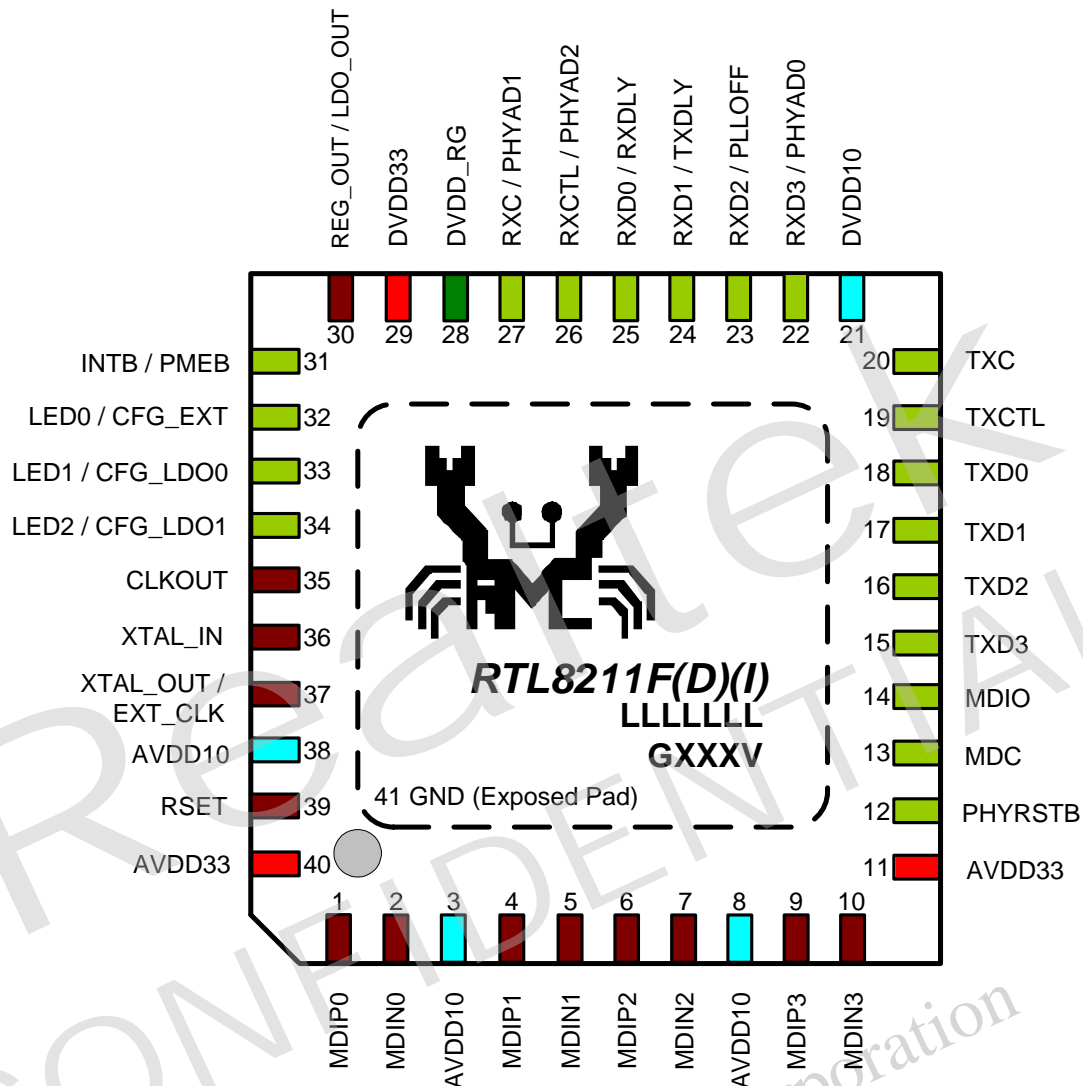 REG_OUT / LDO_OUT
DVDD33
DVDD_RG
RXC / PHYAD1
RXCTL / PHYAD2
RXD0 / RXDLY
RXD1 / TXDLY
RXD2 / PLLOFF
RXD3 / PHYAD0
DVDD10
30
29
28
27
26
25
24
23
22
21
INTB / PMEB
31
LED0 / CFG_EXT
32
LED1 / CFG_LDO0
33
LED2 / CFG_LDO1
34
CLKOUT
35
XTAL_IN
36
XTAL_OUT /
EXT_CLK
37
AVDD10
38
RSET
39
AVDD33
40
20
TXC
19
TXCTL
18
TXD0
17
TXD1
16
TXD2
15
TXD3
14
MDIO
13
MDC
12
PHYRSTB
11
AVDD33
RTL8211F(D)(I)
LLLLLLL
GXXXV
41 GND (Exposed Pad)
1
2
3
4
5
6
7
8
9
10
MDIP0
MDIN0
AVDD10
MDIP1
MDIN1
MDIP2
MDIN2
AVDD10
MDIP3
MDIN3
Realtek
CONFIDENTIAL